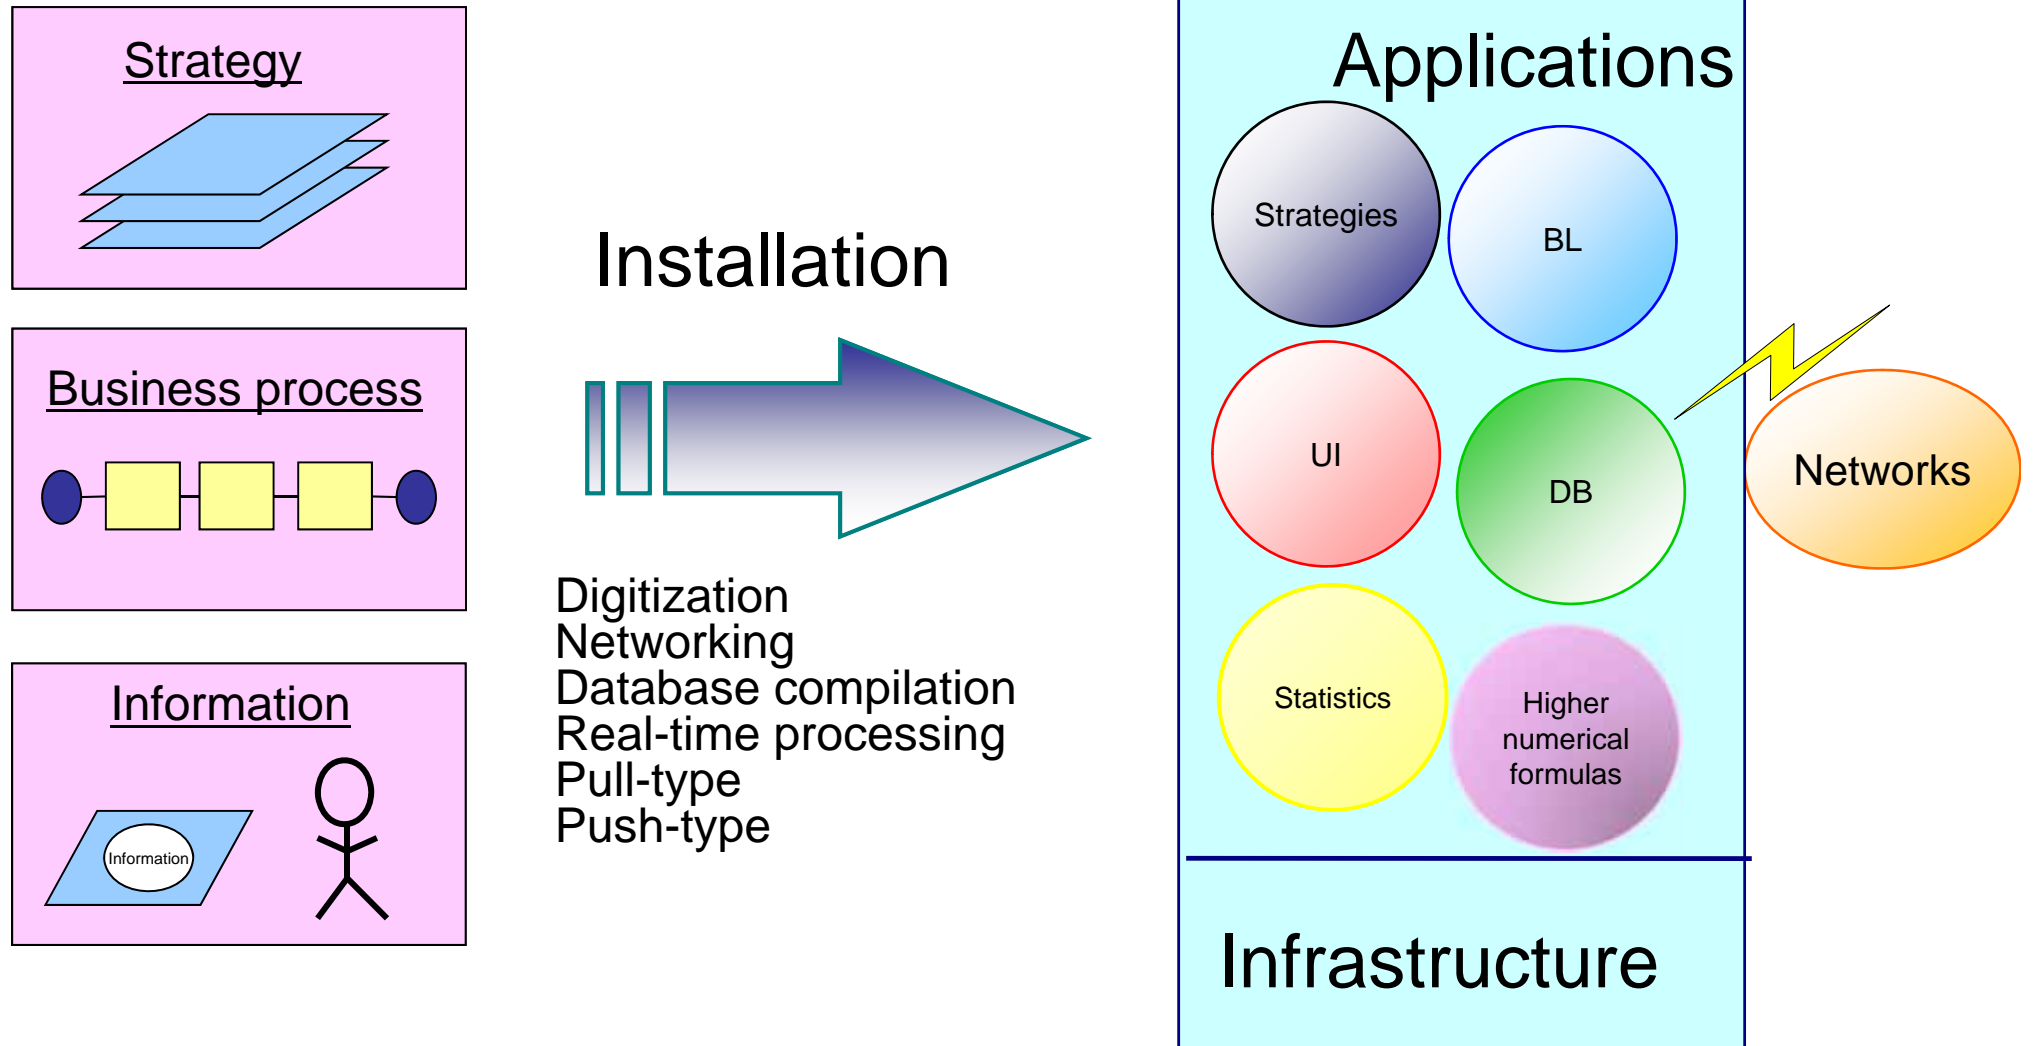 Strategy
Business process
Information
Information
Installation
Digitization
Networking
Database compilation
Real-time processing
Pull-type
Push-type
Applications
Strategies
BL
UI
DB
Statistics
Higher
numerical
formulas
Networks
Infrastructure